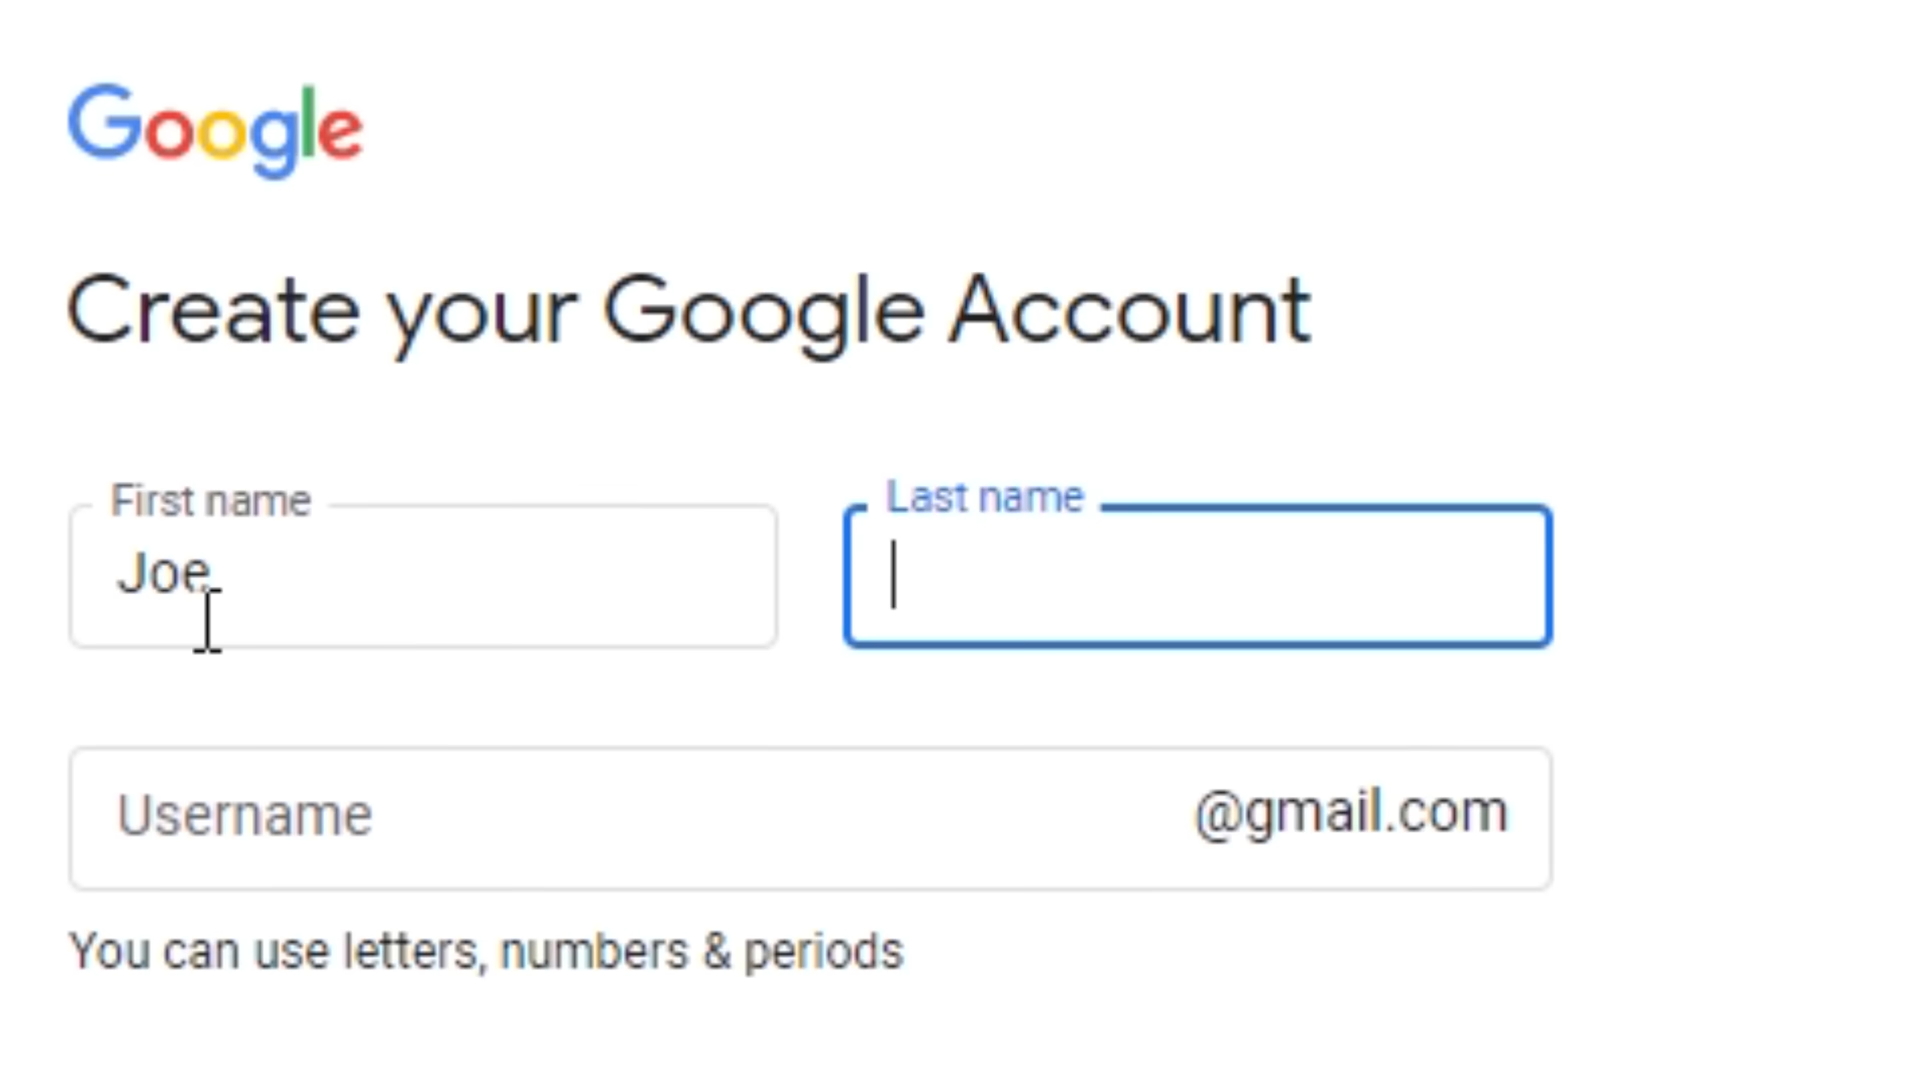 Google
Create your Google Account
First name
Last name
Joe
Username
@gmail.com
You can use letters, numbers & periods